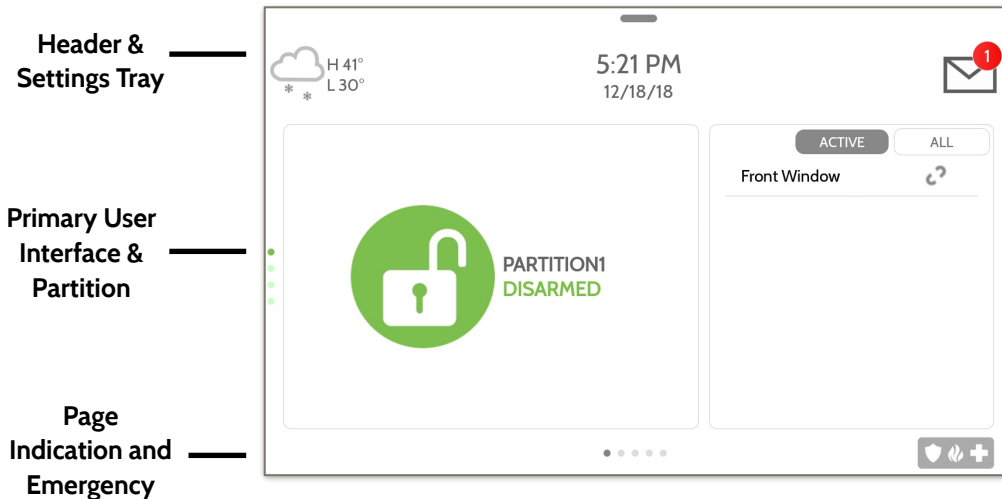 Header &
Settings Tray
H 41°
L 30°
5:21 PM
12/18/18
1
Primary User
Interface &
Partition
PARTITION1
DISARMED
ACTIVE
ALL
Front Window
Page
Indication and
Emergency